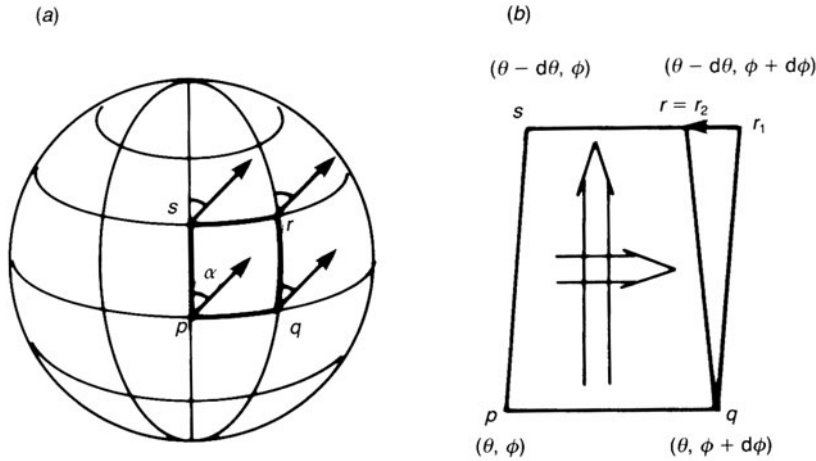 (a)
s
r
α
p
q
(b)
(θ − dθ, φ)
(θ − dθ, φ + dφ)
s
r = r₂
r₁
p
q
(θ, φ)
(θ, φ + dφ)